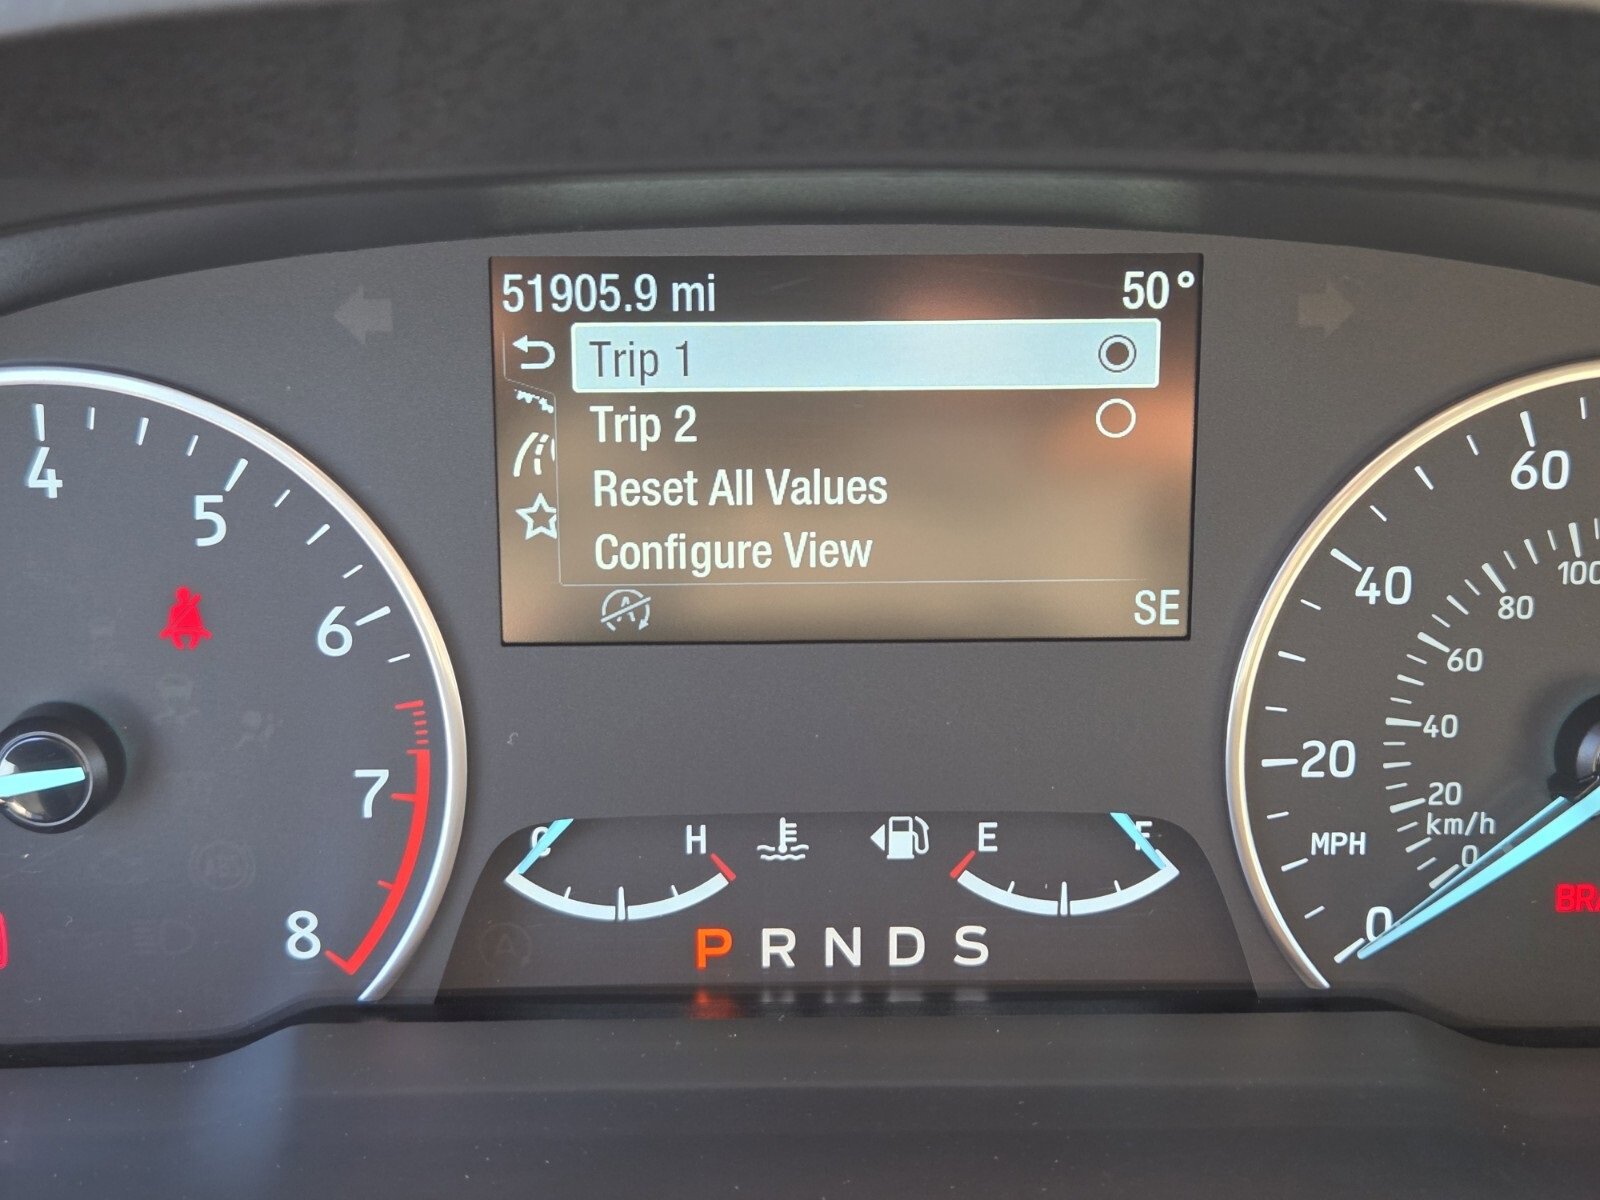 51905.9 mi 50°
Trip 1
Trip 2
Reset All Values
Configure View
A SE
4
5
6
7
8
C H
E F
P R N D S
60
40
20
0
MPH
100
80
60
40
20
km/h
0